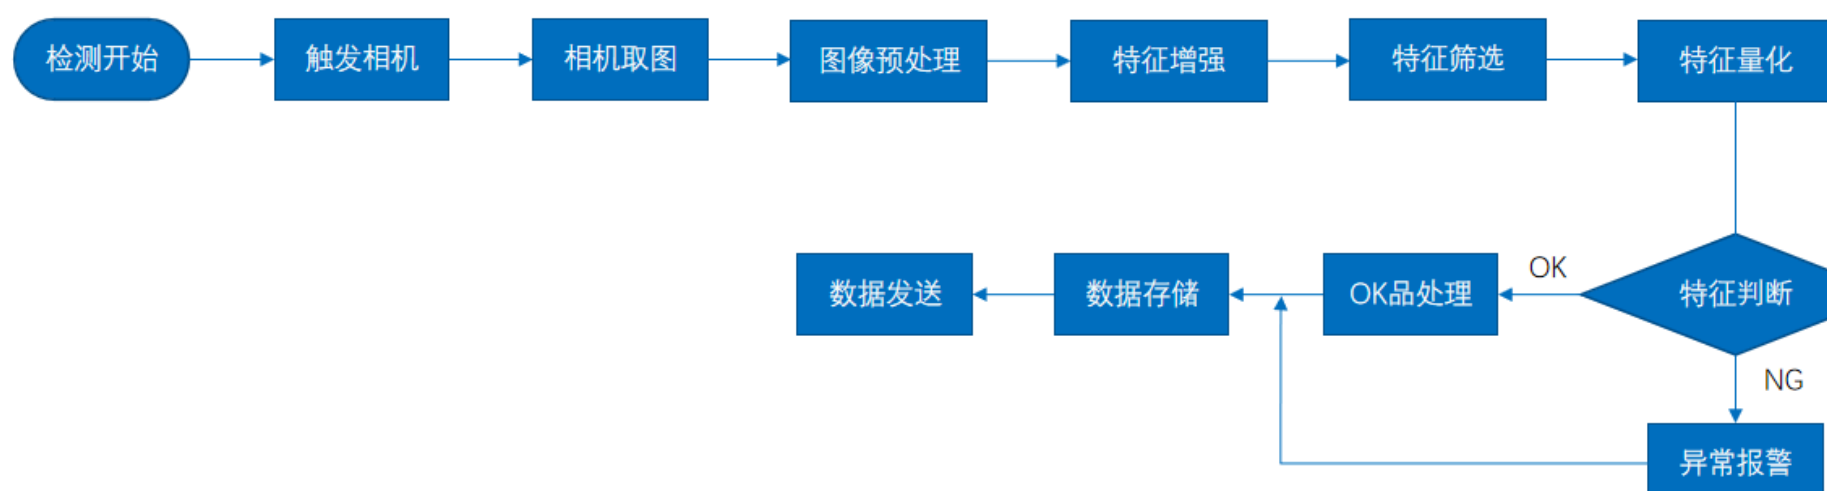 检测开始
触发相机
相机取图
图像预处理
特征增强
特征筛选
特征量化
特征判断
OK
OK品处理
数据存储
数据发送
NG
异常报警